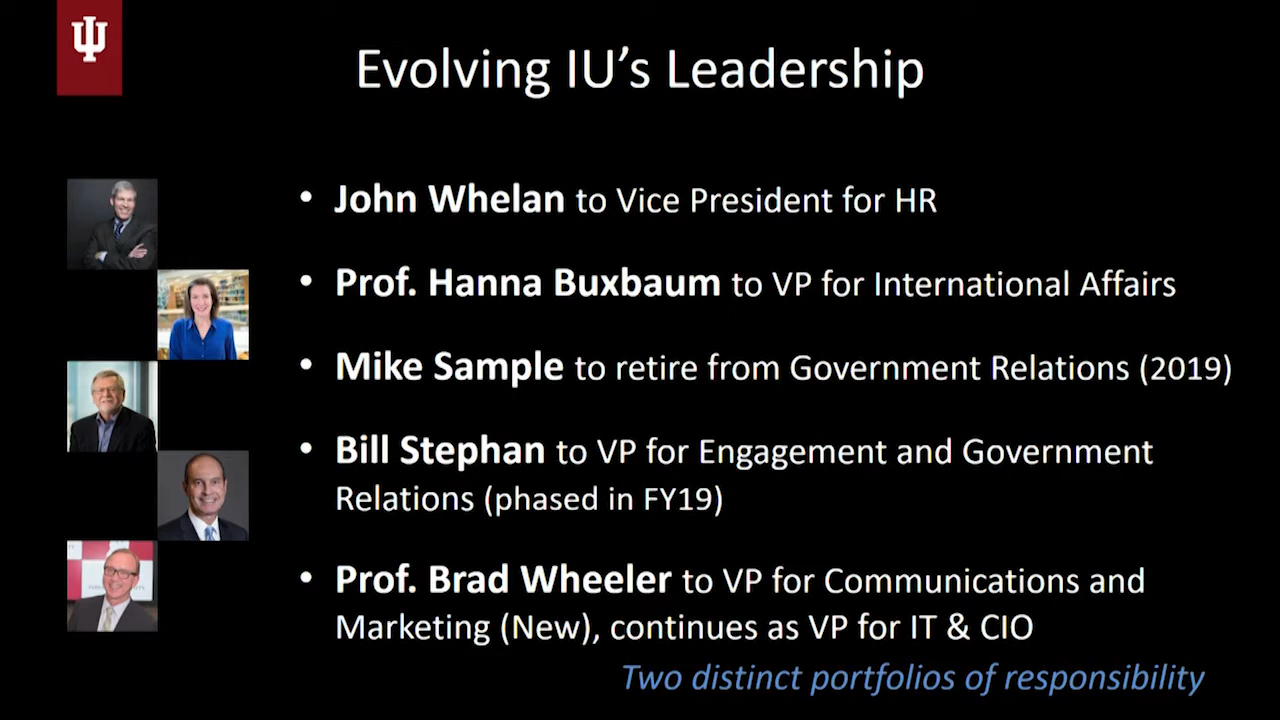 Evolving IU’s Leadership
• John Whelan to Vice President for HR
• Prof. Hanna Buxbaum to VP for International Affairs
• Mike Sample to retire from Government Relations (2019)
• Bill Stephan to VP for Engagement and Government
Relations (phased in FY19)
• Prof. Brad Wheeler to VP for Communications and
Marketing (New), continues as VP for IT & CIO
Two distinct portfolios of responsibility